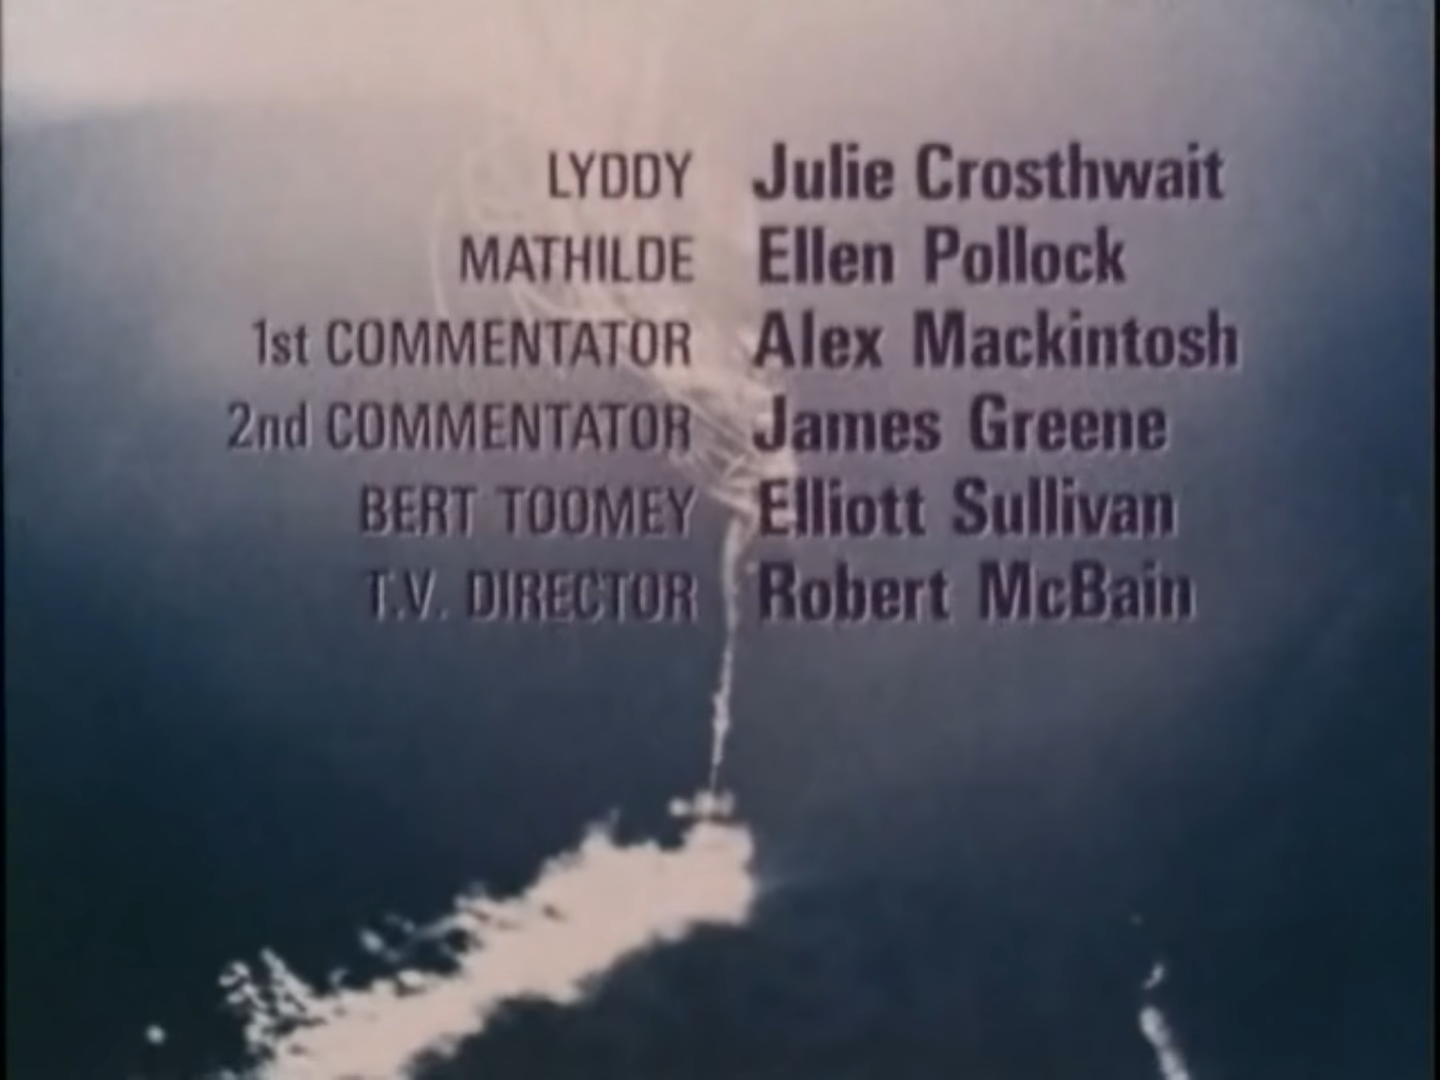 LYDDY Julie Crosthwait
MATHILDE Ellen Pollock
1st COMMENTATOR Alex Mackintosh
2nd COMMENTATOR James Greene
BERT TOOMEY Elliott Sullivan
T.V. DIRECTOR Robert McBain